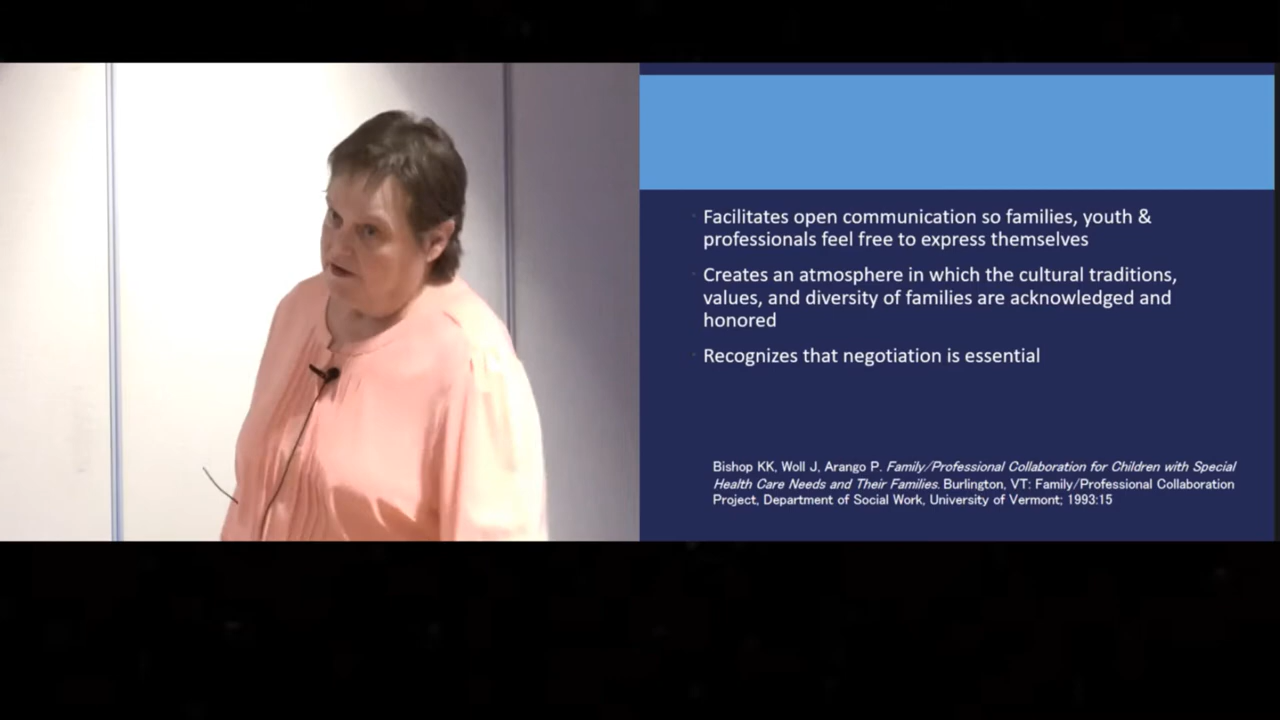 Facilitates open communication so families, youth &
professionals feel free to express themselves
Creates an atmosphere in which the cultural traditions,
values, and diversity of families are acknowledged and
honored
Recognizes that negotiation is essential
Bishop KK, Woll J, Arango P. Family/Professional Collaboration for Children with Special
Health Care Needs and Their Families. Burlington, VT: Family/Professional Collaboration
Project, Department of Social Work, University of Vermont; 1993:15